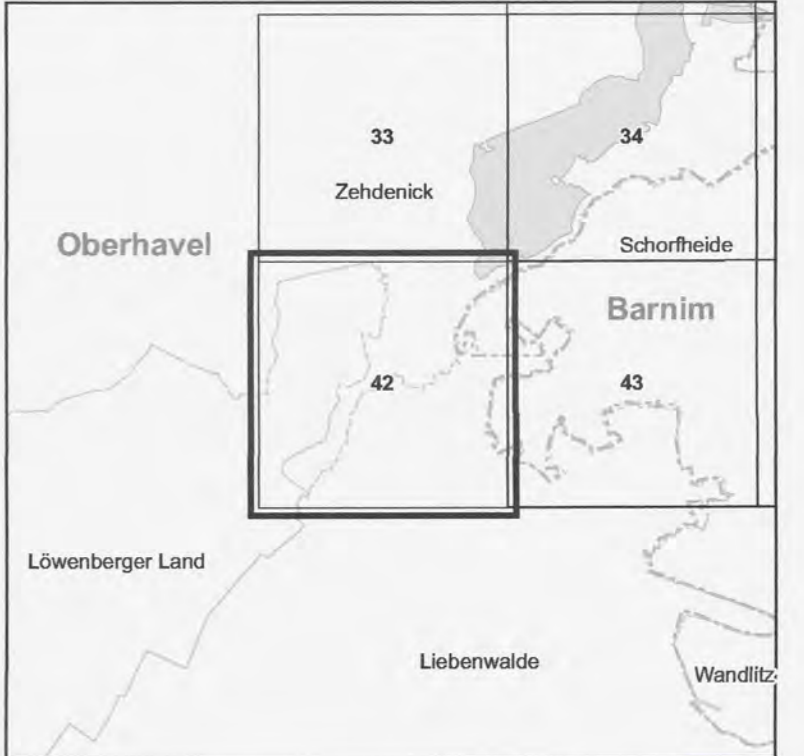 33
34
Zehdenick
Oberhavel
Schorfheide
Barnim
42
43
Löwenberger Land
Liebenwalde
Wandlitz